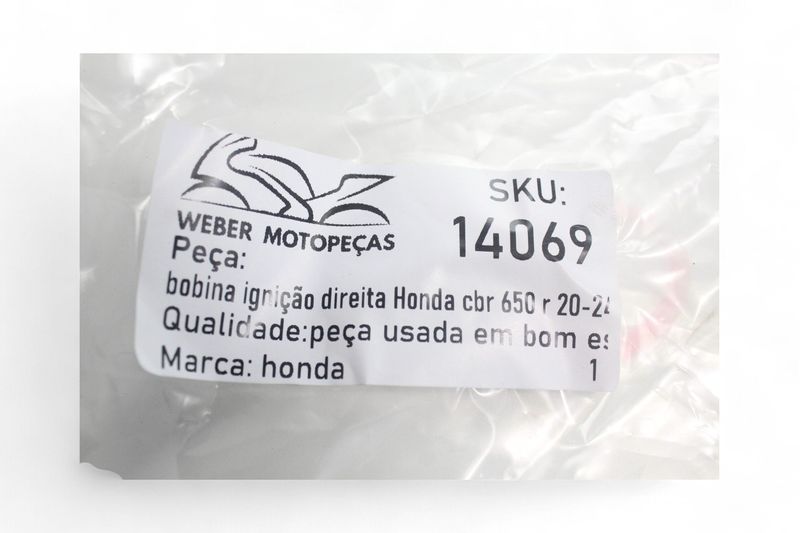 WEBER MOTOPEÇAS
SKU:
14069
Peça:
bobina ignição direita Honda cbr 650 r 20-24
Qualidade:peça usada em bom es
Marca: honda
1